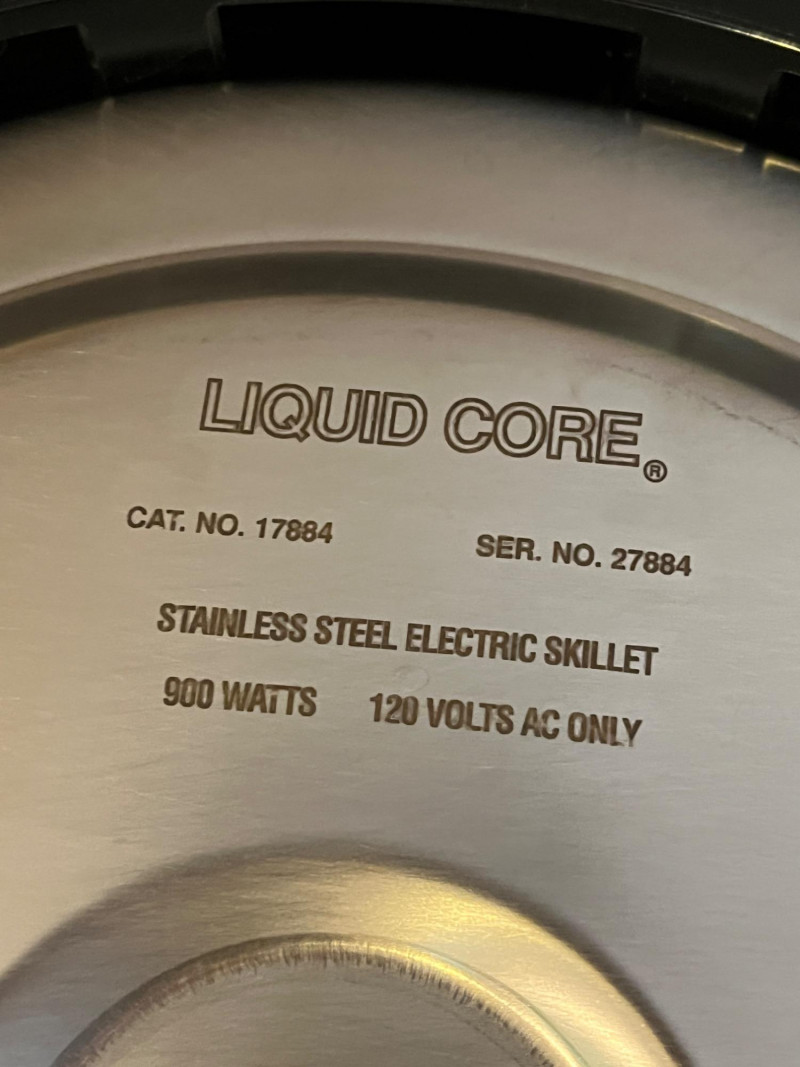 LIQUID CORE®
CAT. NO. 17884 SER. NO. 27884
STAINLESS STEEL ELECTRIC SKILLET
900 WATTS 120 VOLTS AC ONLY